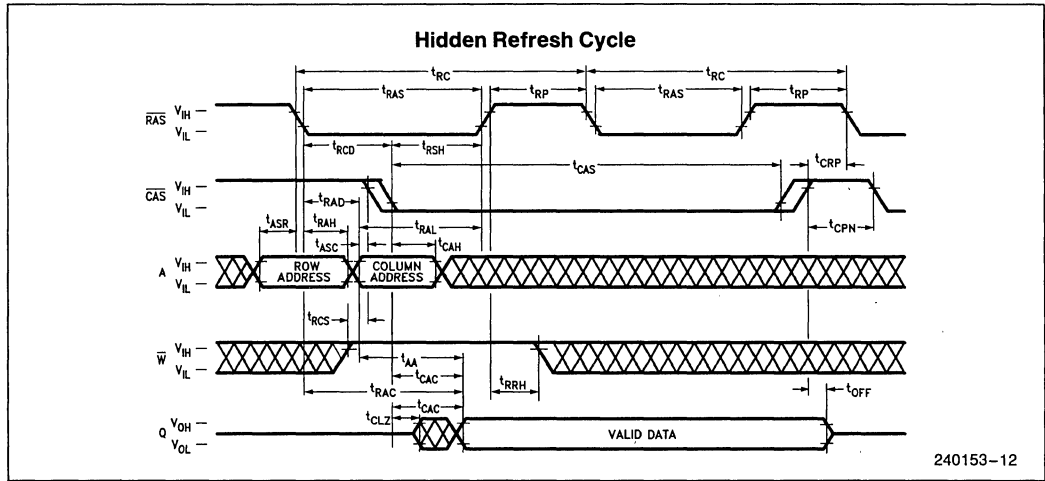 Hidden Refresh Cycle
tRC tRC
tRAS tRP tRAS tRP
RAS VIH VIL
tRCD tRSH
tCAS tCRP
CAS VIH VIL
tRAD
tASR tRAH tRAL tCPN
tASC tCAH
A VIH VIL ROW ADDRESS COLUMN ADDRESS
tRCS
W VIH VIL
tAA
tCAC
tRAC tRRH tOFF
tCAC
tCLZ
Q VOH VOL VALID DATA
240153–12